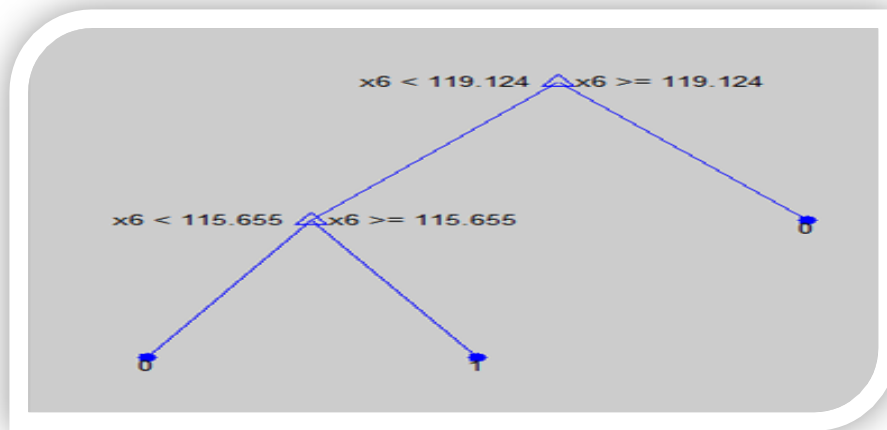 x6 < 119.124 x6 >= 119.124
x6 < 115.655 x6 >= 115.655
0
0 1